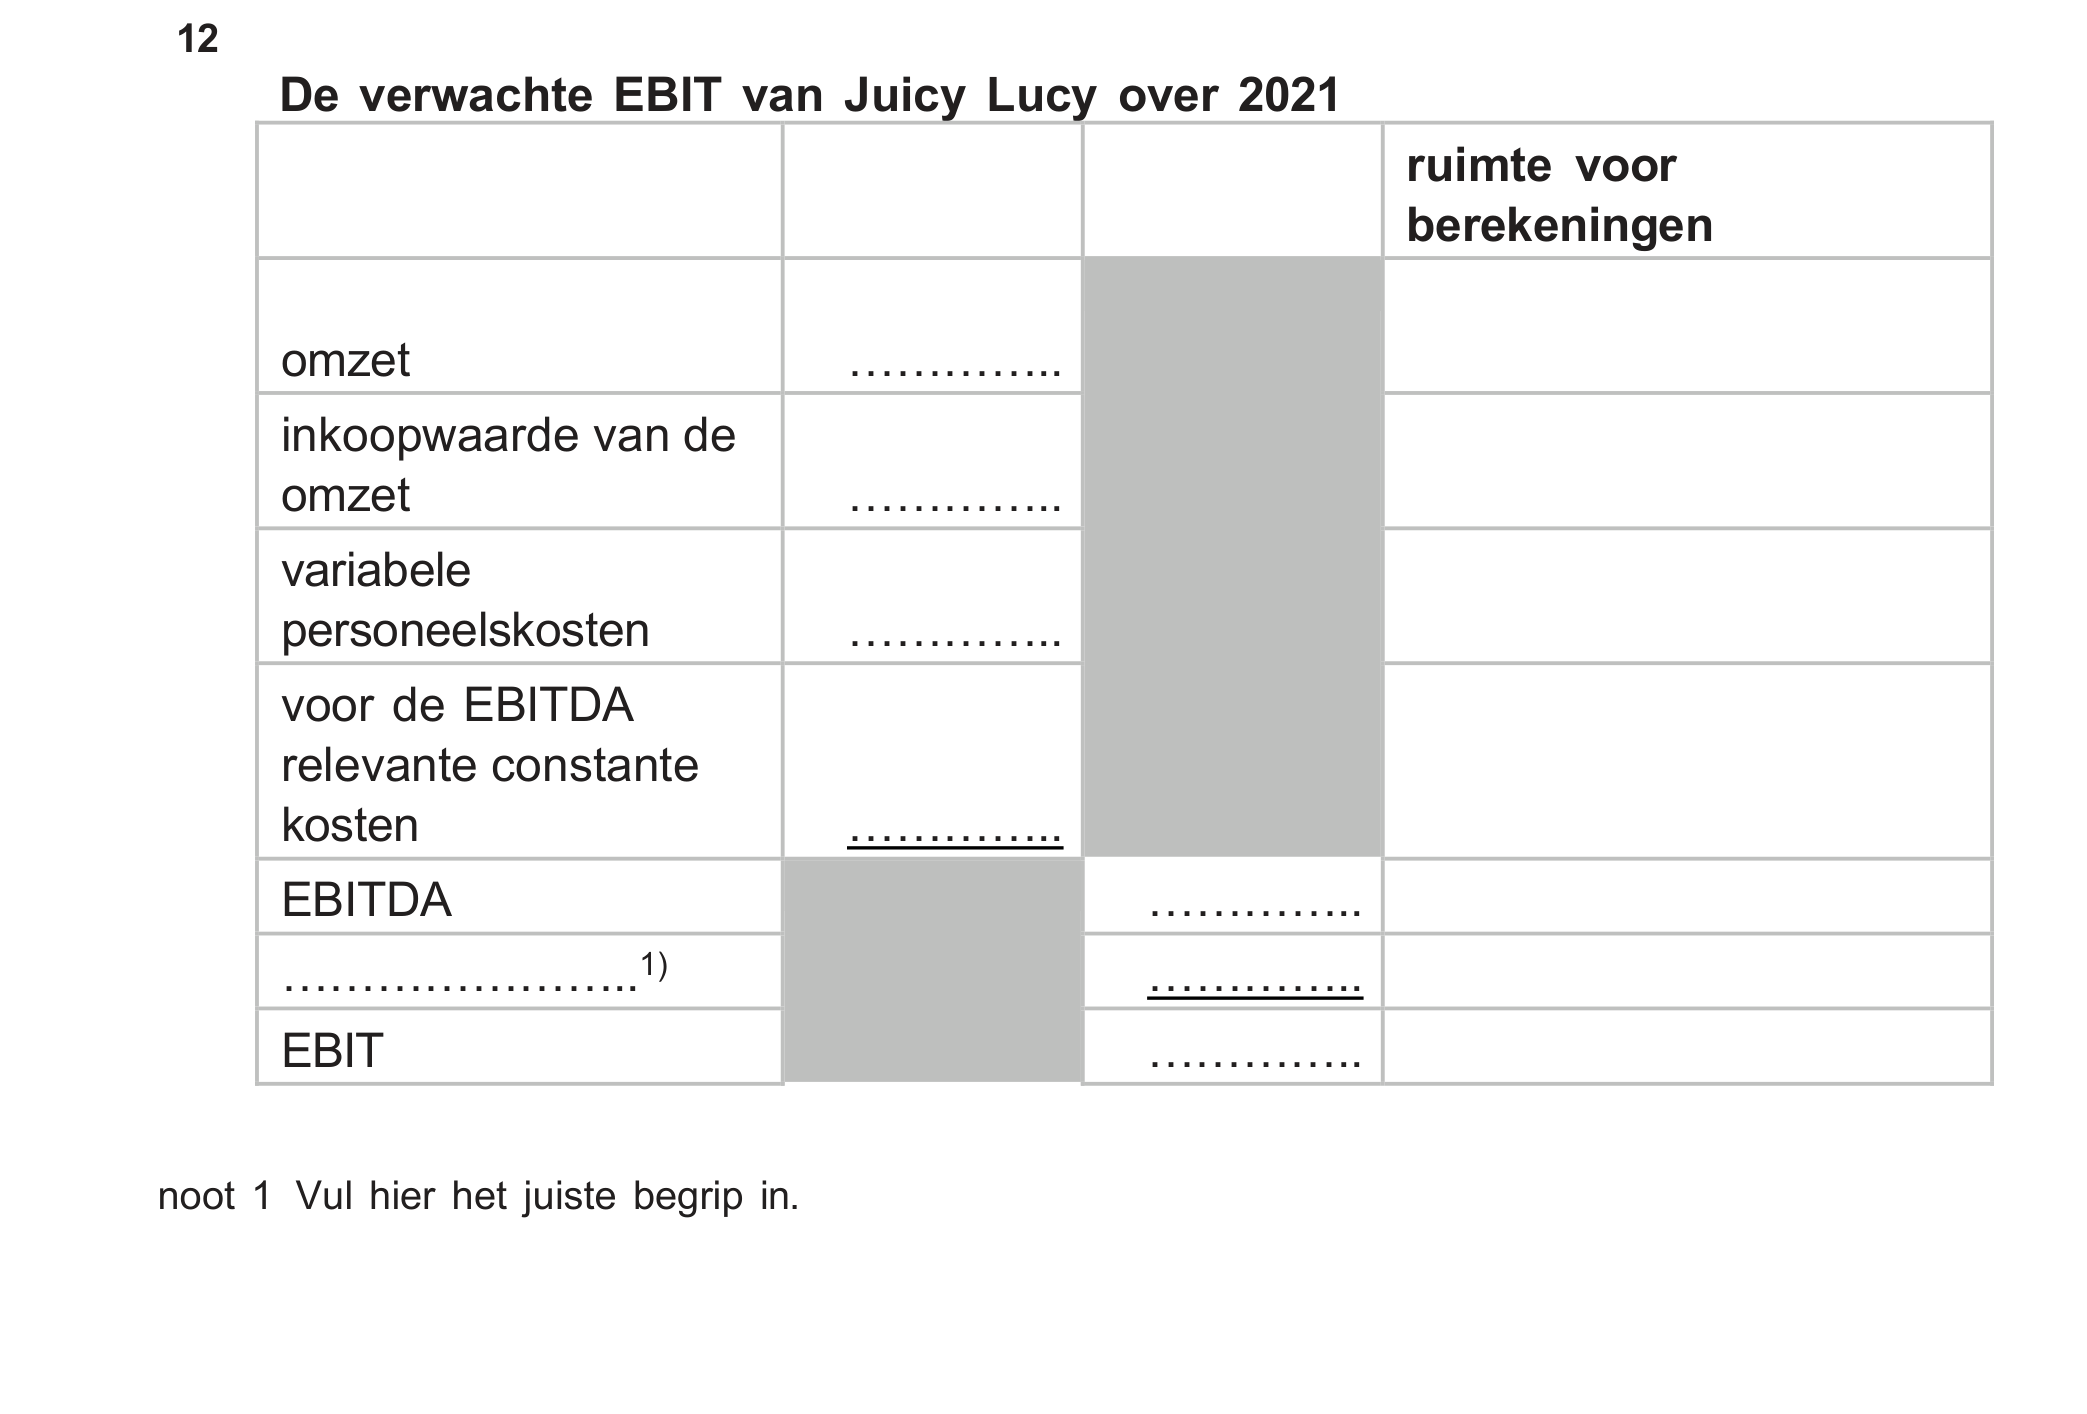 12
De verwachte EBIT van Juicy Lucy over 2021
ruimte voor
berekeningen
omzet …………..
inkoopwaarde van de
omzet …………..
variabele
personeelskosten …………..
voor de EBITDA
relevante constante
kosten …………..
EBITDA …………..
…………………..1) …………..
EBIT …………..
noot 1 Vul hier het juiste begrip in.